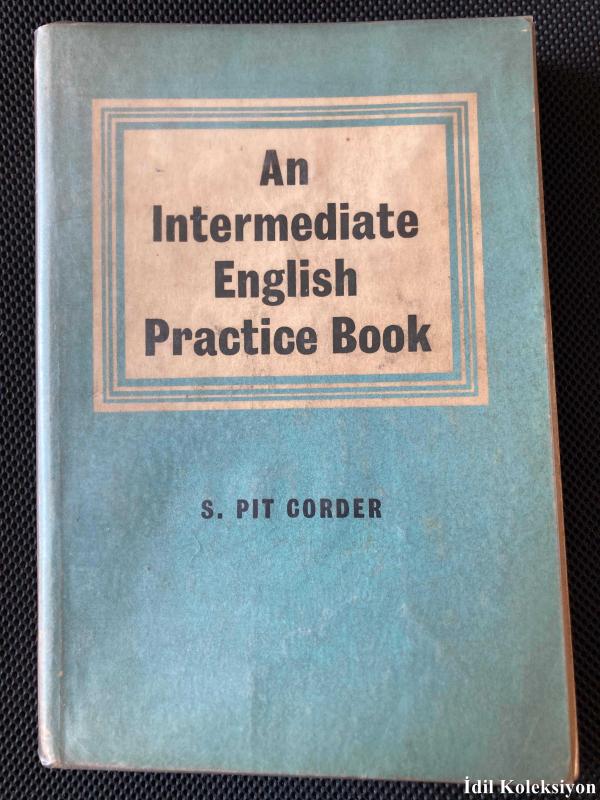 An
Intermediate
English
Practice Book
S. PIT CORDER
İdil Koleksiyon